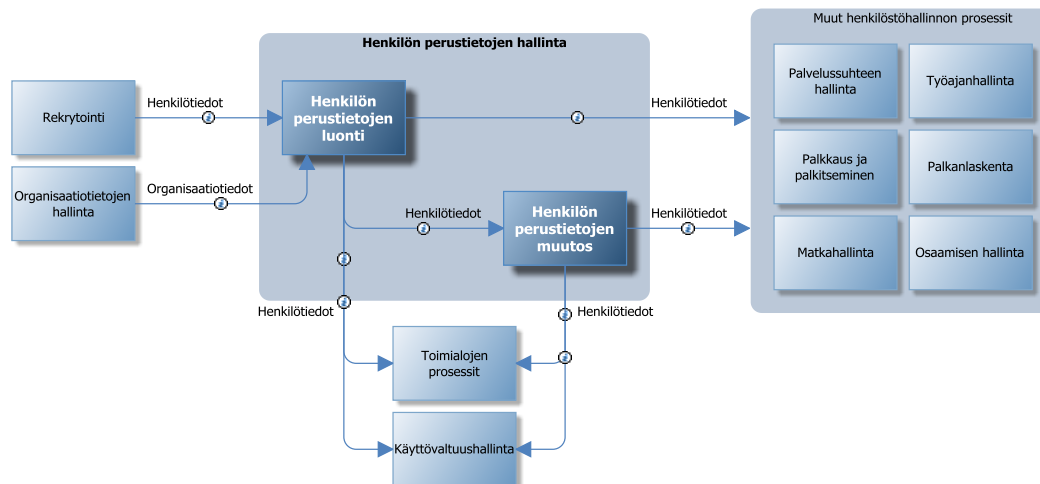 Muut henkilöstöhallinnon prosessit
Henkilön perustietojen hallinta
Rekrytointi
Henkilötiedot
Henkilön
perustietojen
luonti
Henkilötiedot
Palvelussuhteen
hallinta
Työajanhallinta
Organisaatiotietojen
hallinta
Organisaatiotiedot
Palkkaus ja
palkitseminen
Palkanlaskenta
Henkilötiedot
Henkilön
perustietojen
muutos
Henkilötiedot
Matkahallinta
Osaamisen hallinta
Henkilötiedot
Henkilötiedot
Toimialojen
prosessit
Käyttövaltuushallinta